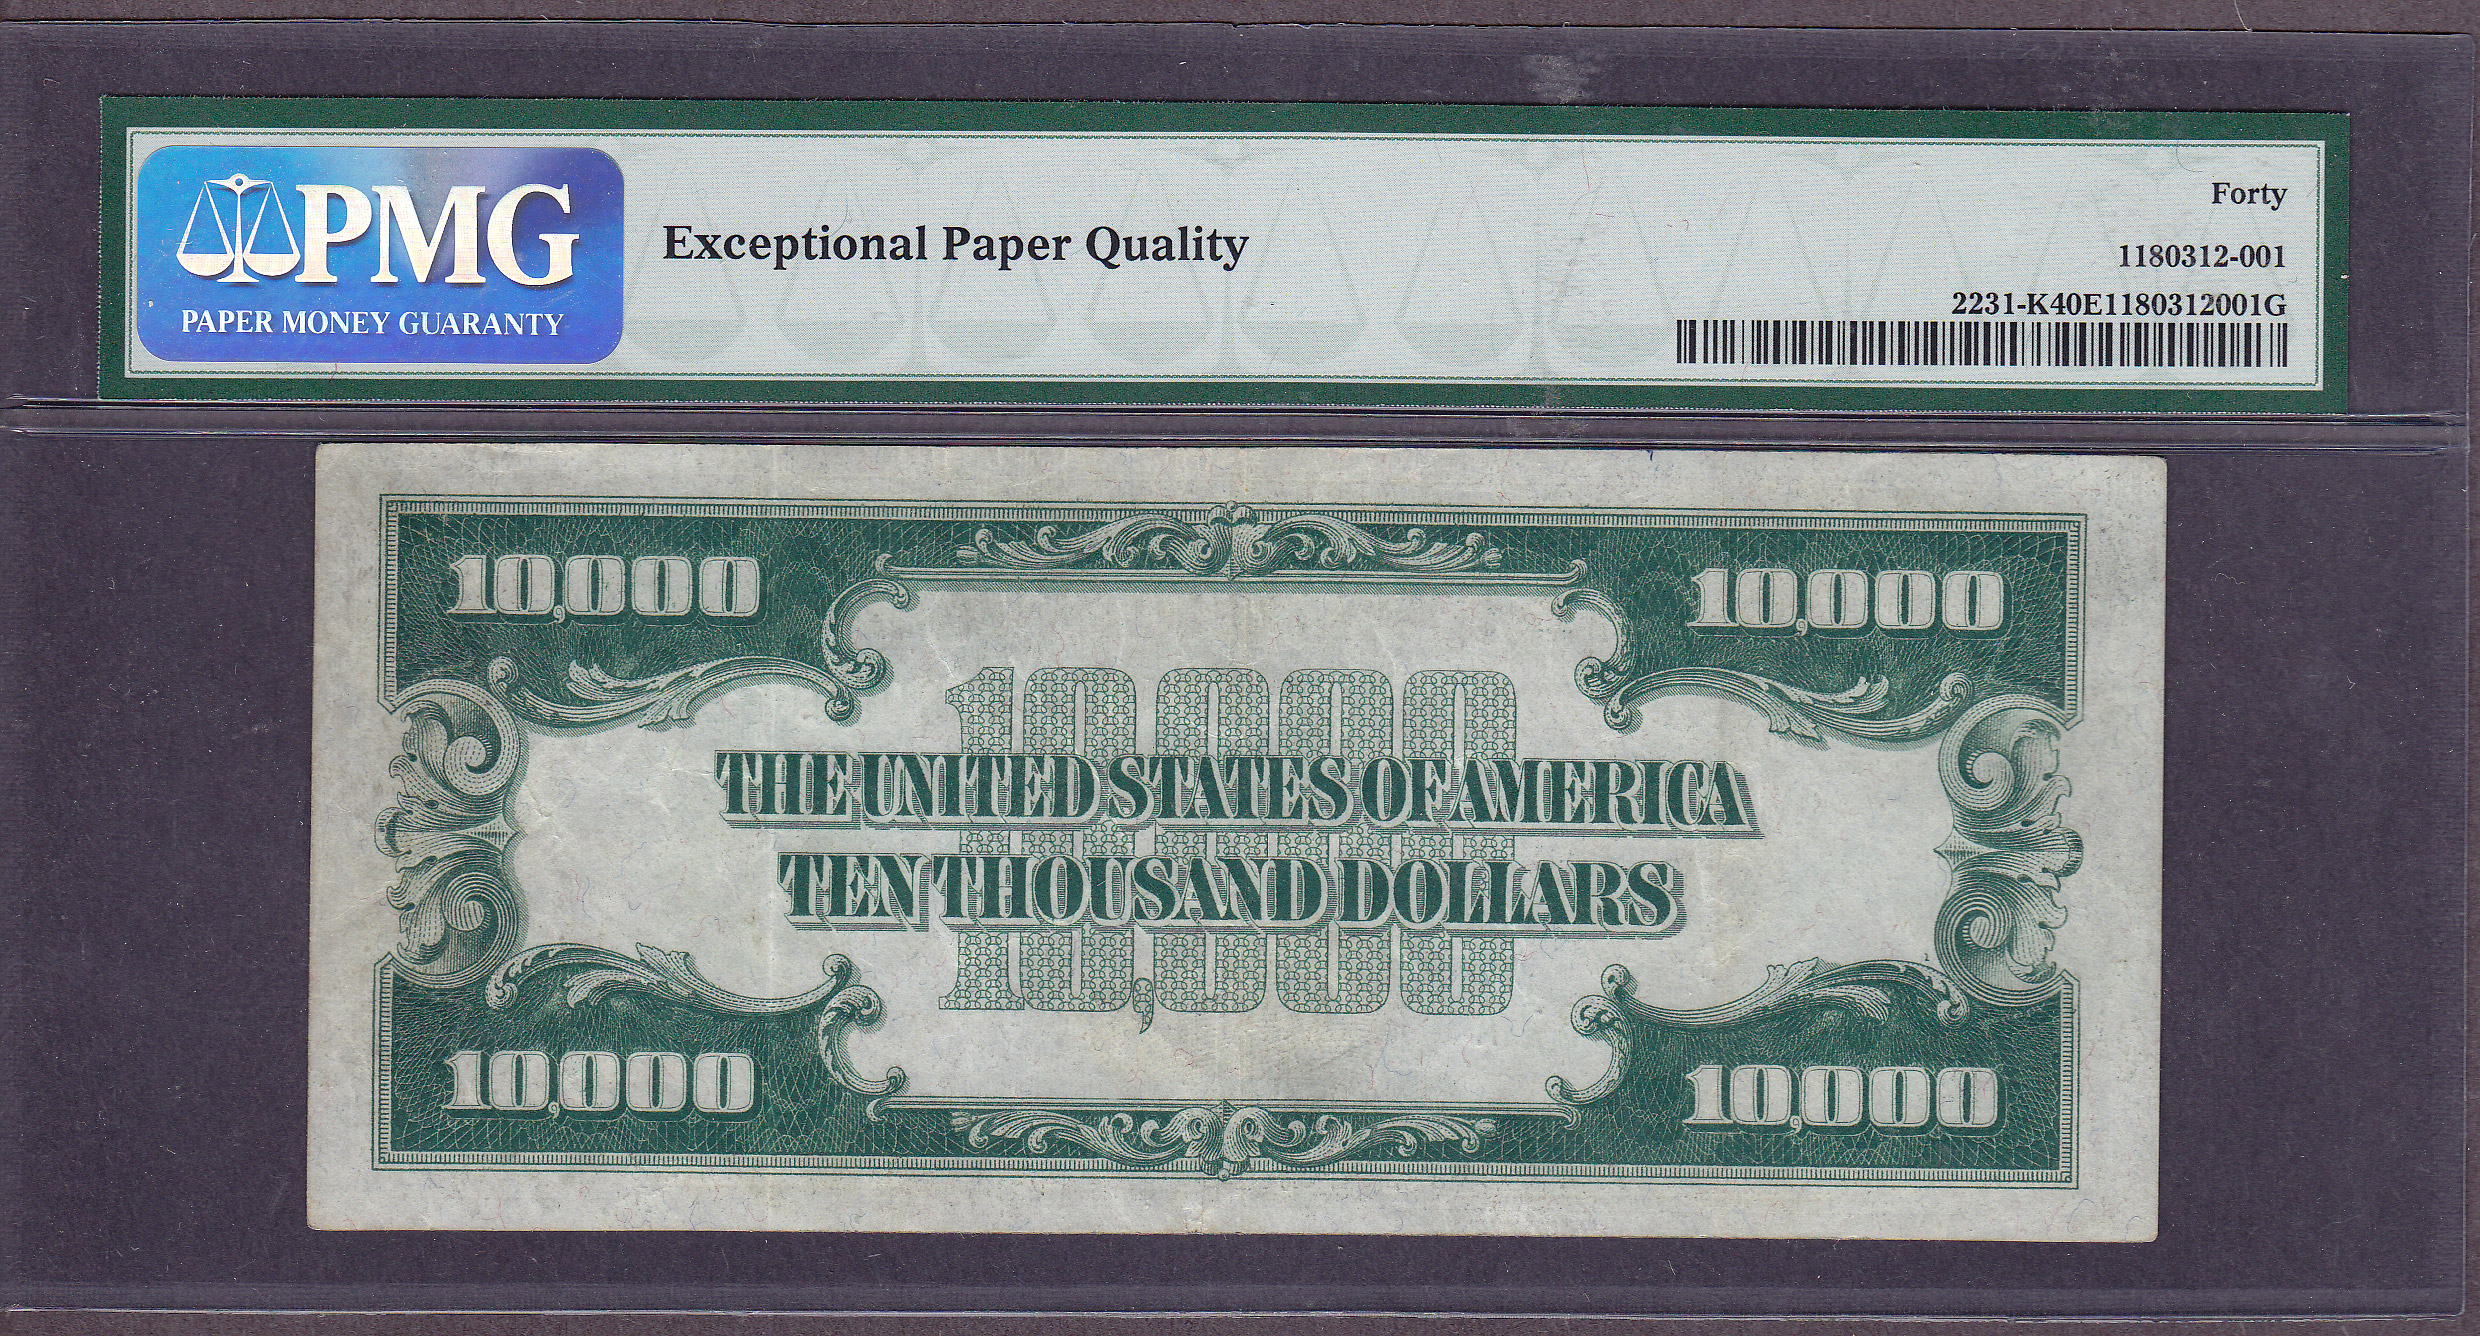 PMG
PAPER MONEY GUARANTY
Exceptional Paper Quality
Forty
1180312-001
2231-K40E1180312001G
10,000
10,000
10,000
THE UNITED STATES OF AMERICA
TEN THOUSAND DOLLARS
10,000
10,000